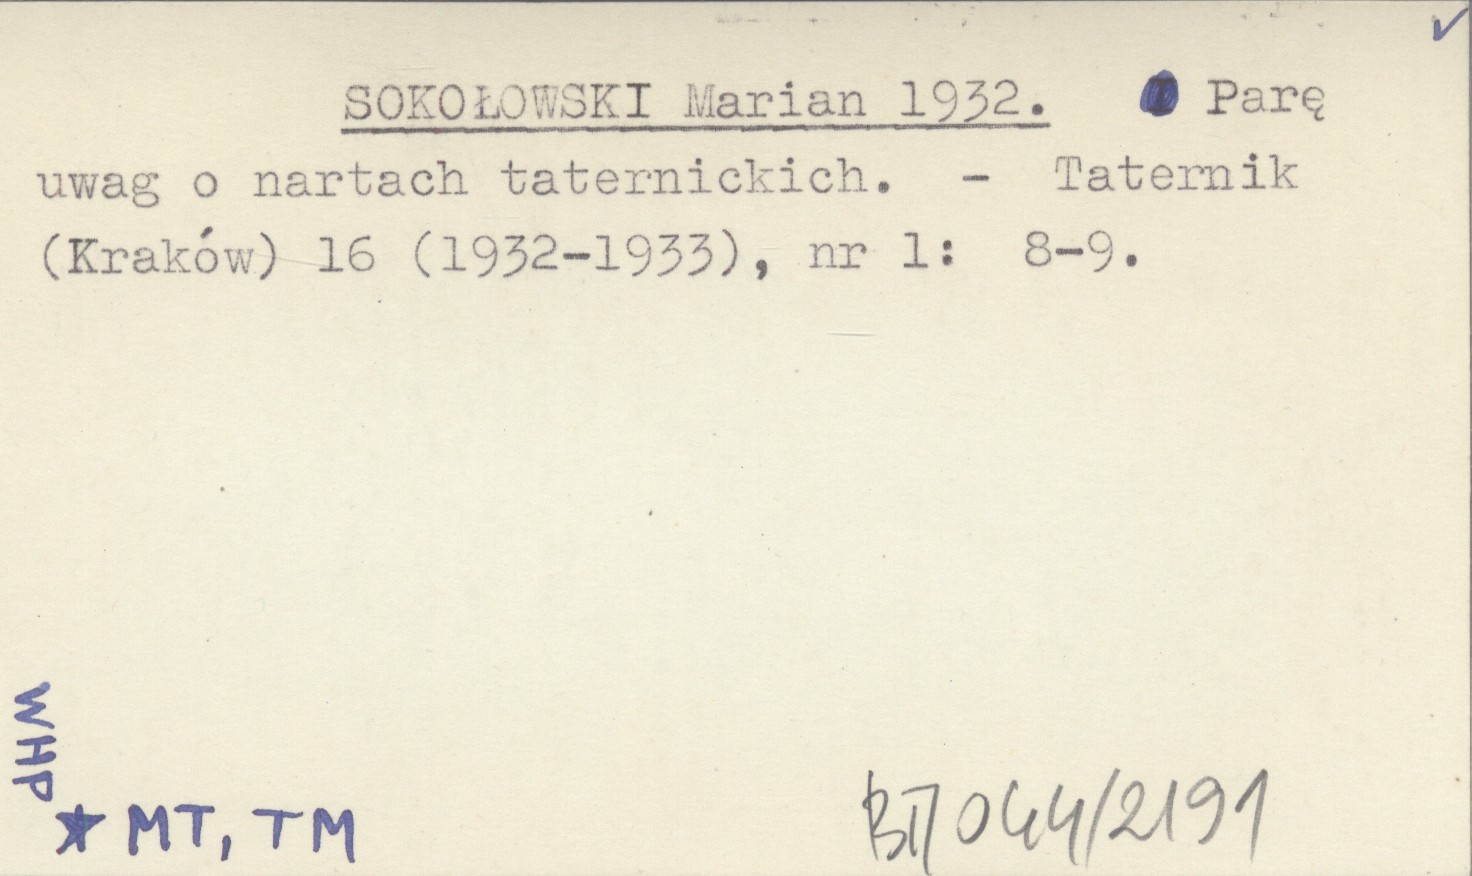 SOKOŁOWSKI Marian 1932. Parę
uwag o nartach taternickich. - Taternik
(Kraków) 16 (1932-1933), nr 1: 8-9.
WHP
★ MT, TM
BTP 044/2191